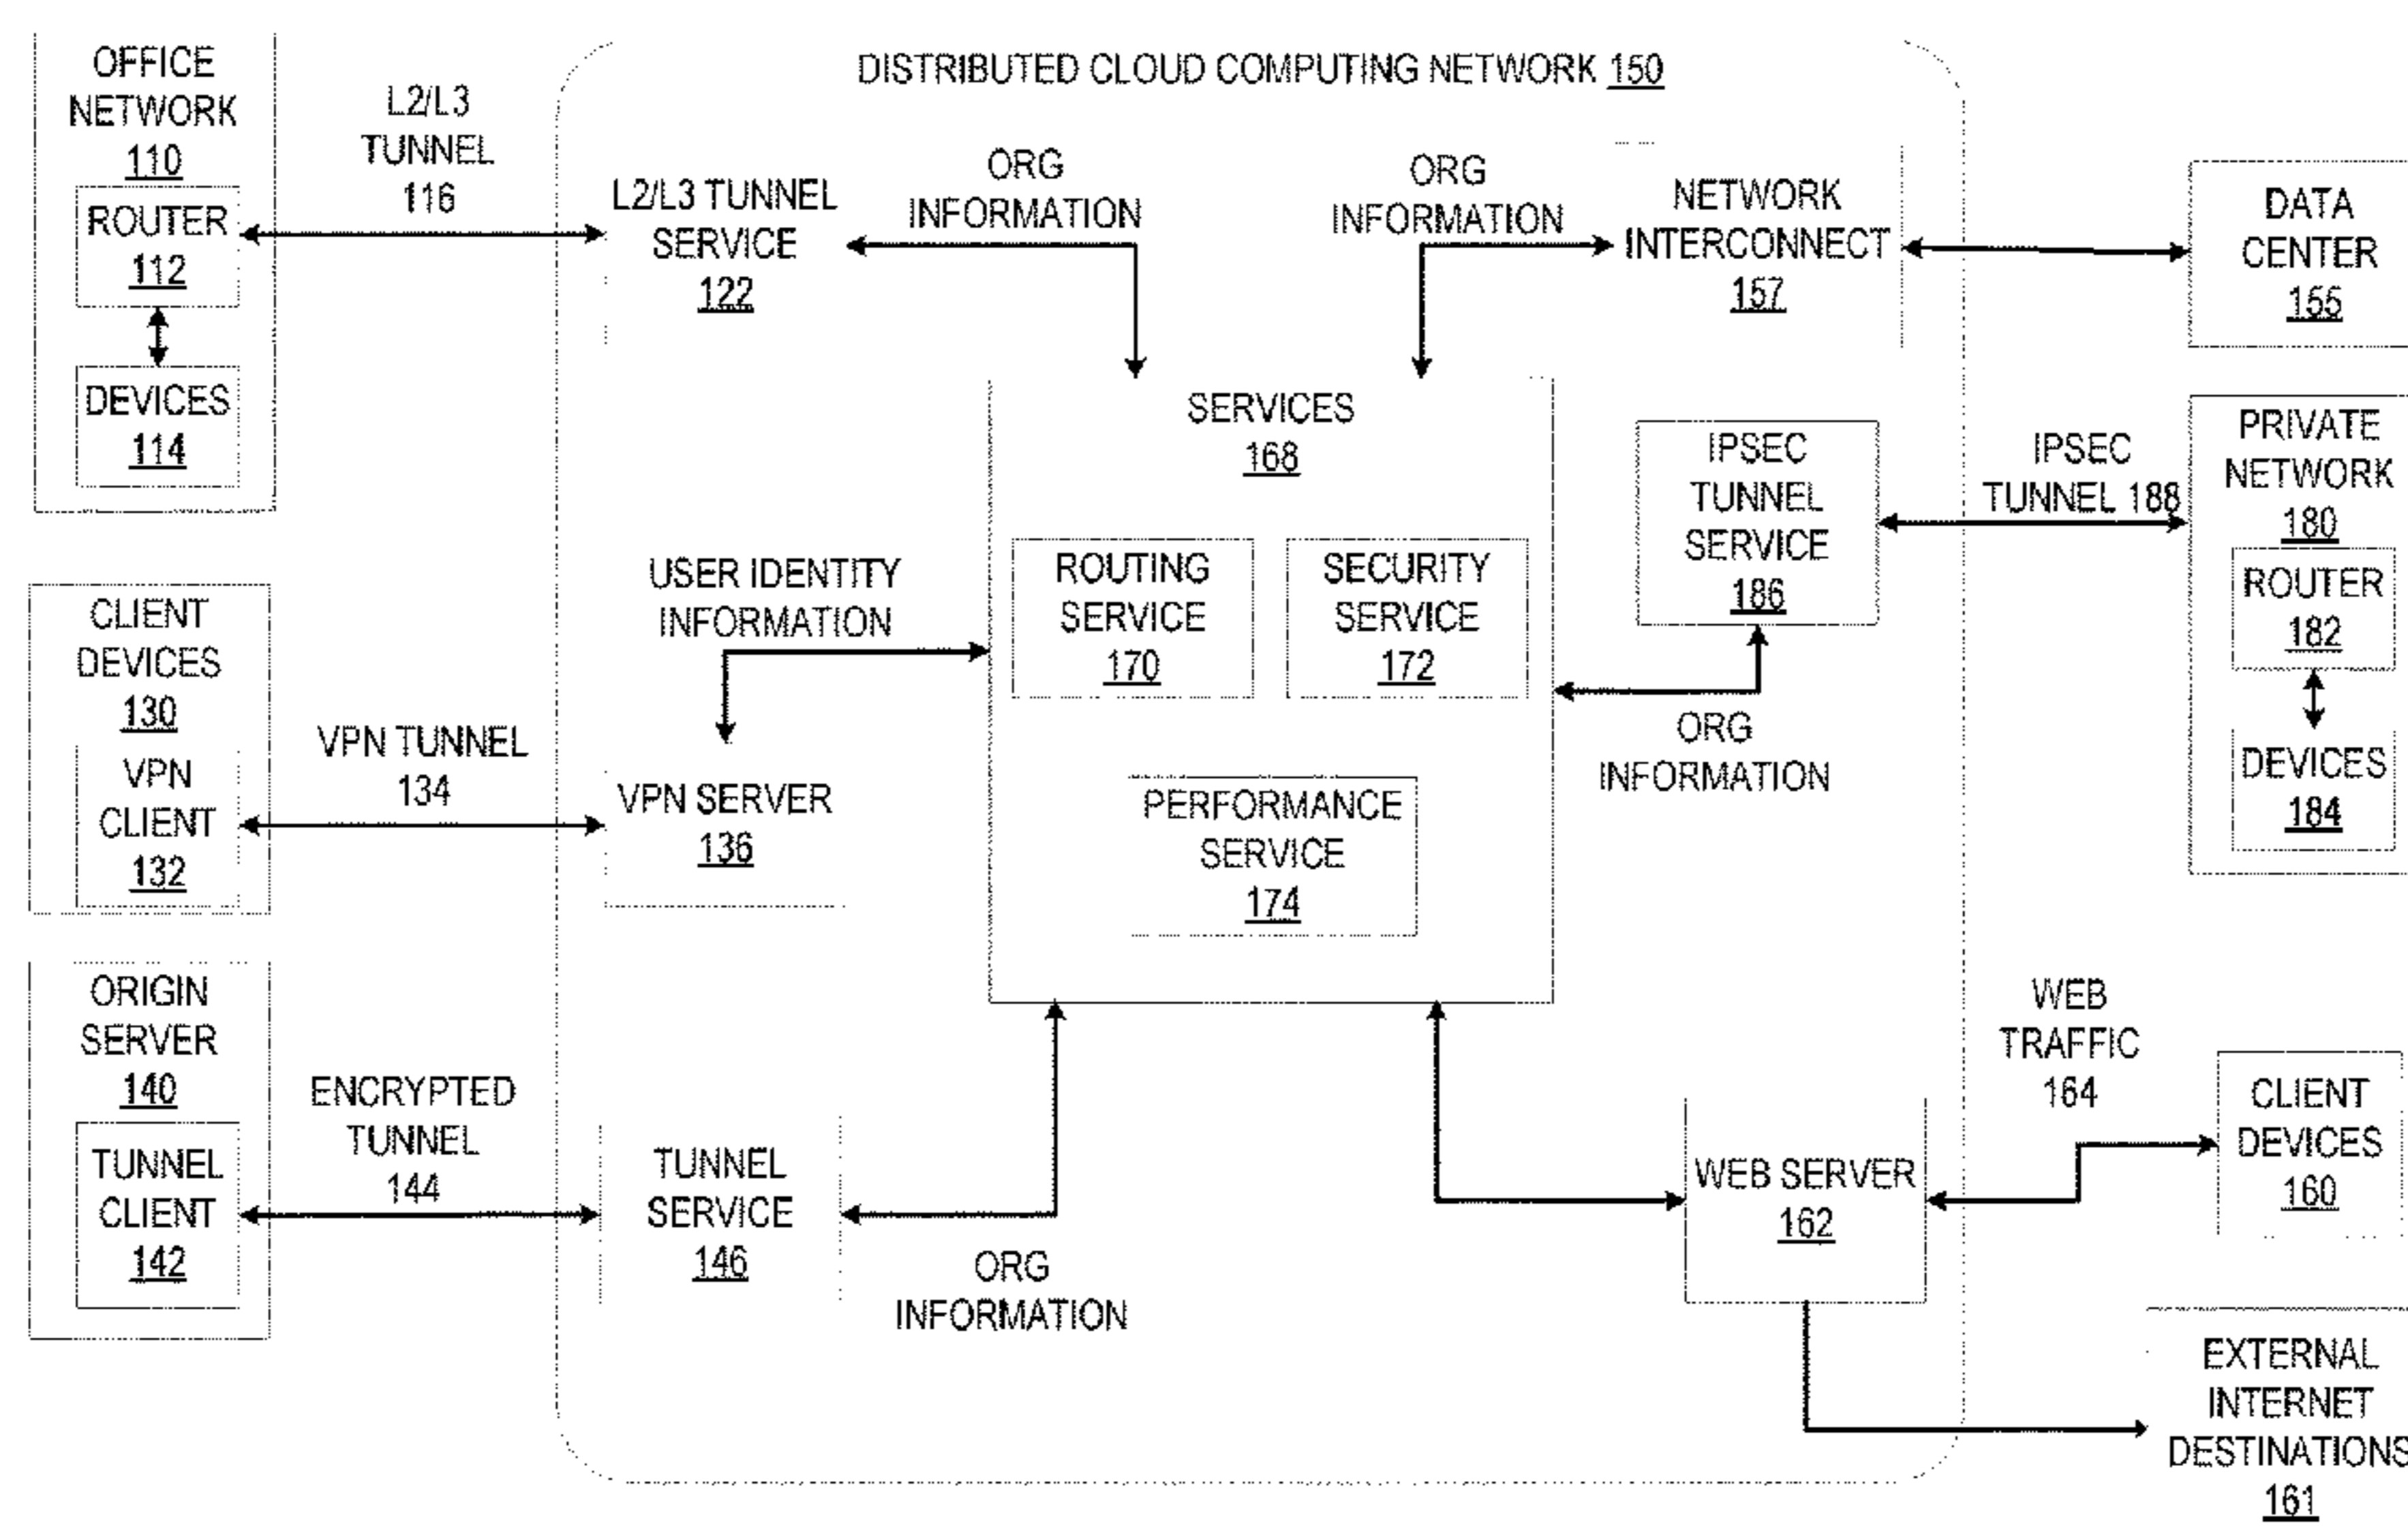 DISTRIBUTED CLOUD COMPUTING NETWORK 150
OFFICE
NETWORK
110
ROUTER
112
DEVICES
114
L2/L3
TUNNEL
116
L2/L3 TUNNEL
SERVICE
122
ORG
INFORMATION
ORG
INFORMATION
NETWORK
INTERCONNECT
157
DATA
CENTER
155
SERVICES
168
ROUTING
SERVICE
170
SECURITY
SERVICE
172
PERFORMANCE
SERVICE
174
IPSEC
TUNNEL
SERVICE
186
IPSEC
TUNNEL 188
PRIVATE
NETWORK
180
ROUTER
182
DEVICES
184
USER IDENTITY
INFORMATION
ORG
INFORMATION
CLIENT
DEVICES
130
VPN
CLIENT
132
VPN TUNNEL
134
VPN SERVER
136
ORIGIN
SERVER
140
TUNNEL
CLIENT
142
ENCRYPTED
TUNNEL
144
TUNNEL
SERVICE
146
ORG
INFORMATION
WEB SERVER
162
WEB
TRAFFIC
164
CLIENT
DEVICES
160
EXTERNAL
INTERNET
DESTINATIONS
161